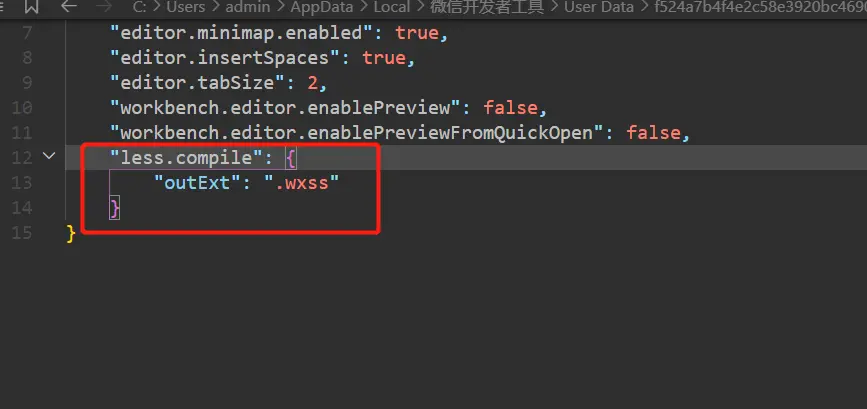 C: > Users > admin > AppData > Local > 微信开发者工具 > User Data >
7 "editor.minimap.enabled": true,
8 "editor.insertSpaces": true,
9 "editor.tabSize": 2,
10 "workbench.editor.enablePreview": false,
11 "workbench.editor.enablePreviewFromQuickOpen": false,
12 "less.compile": {
13 "outExt": ".wxss"
14 }
15 }